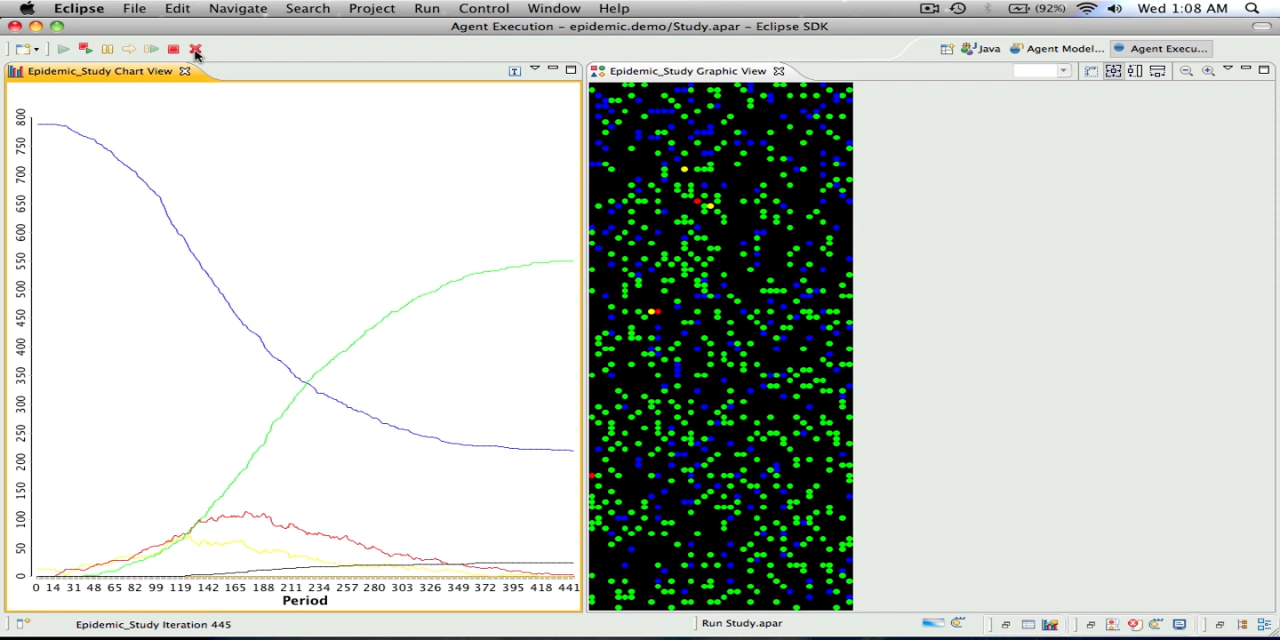 Eclipse File Edit Navigate Search Project Run Control Window Help (92%) Wed 1:08 AM
Agent Execution - epidemic.demo/Study.apar - Eclipse SDK
Java Agent Model... Agent Execu...
Epidemic_Study Chart View Epidemic_Study Graphic View
800
750
700
650
600
550
500
450
400
350
300
250
200
150
100
50
0
0 14 31 48 65 82 99 119 142 165 188 211 234 257 280 303 326 349 372 395 418 441
Period
Epidemic_Study Iteration 445 Run Study.apar